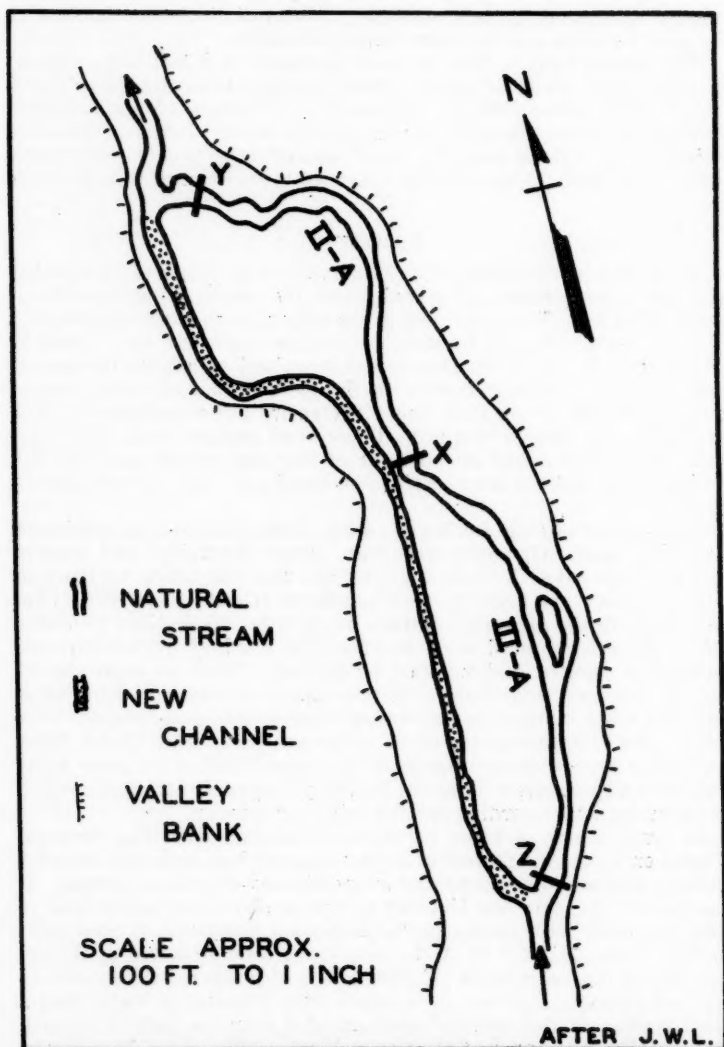 N
Y
II-A
X
III-A
Z
NATURAL
STREAM
NEW
CHANNEL
VALLEY
BANK
SCALE APPROX.
100 FT. TO 1 INCH
AFTER J.W.L.